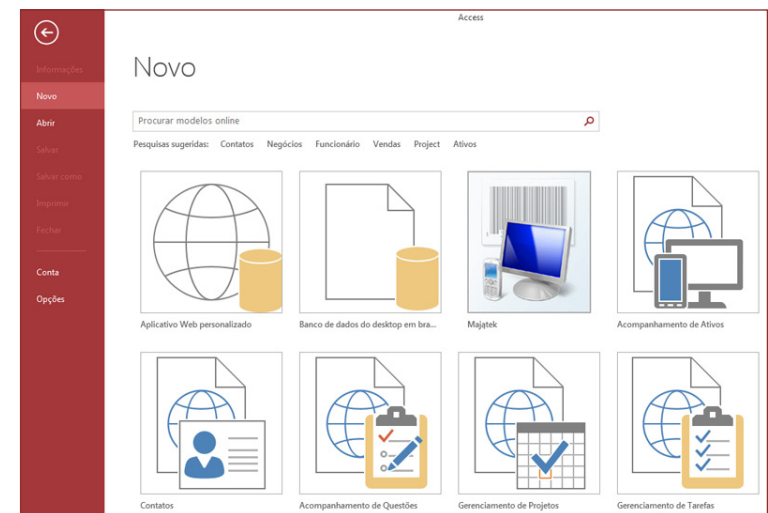 Access
Informações
Novo
Abrir
Salvar
Salvar como
Imprimir
Fechar
Conta
Opções
Novo
Procurar modelos online
Pesquisas sugeridas: Contatos Negócios Funcionário Vendas Project Ativos
Aplicativo Web personalizado
Banco de dados do desktop em bra...
Majątek
Acompanhamento de Ativos
Contatos
Acompanhamento de Questões
Gerenciamento de Projetos
Gerenciamento de Tarefas